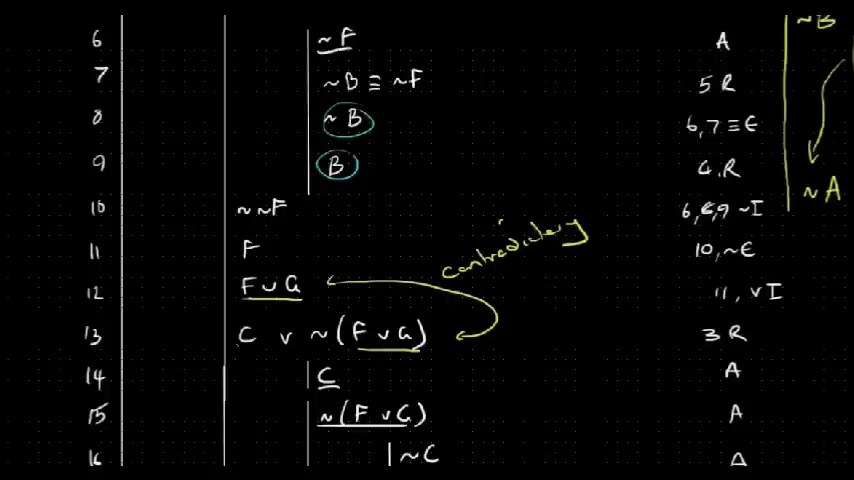 6 ~F A
7 ~B ≡ ~F 5 R
8 ~B 6,7 ≡E
9 B 4,R
10 ~~F 6,8,9 ~I
11 F 10,~E
12 F ∪ G 11, ∨I
13 C ∨ ~(F ∪ G) 3 R
14 C A
15 ~(F ∪ G) A
16 ~C A
contradictory
~B
~A